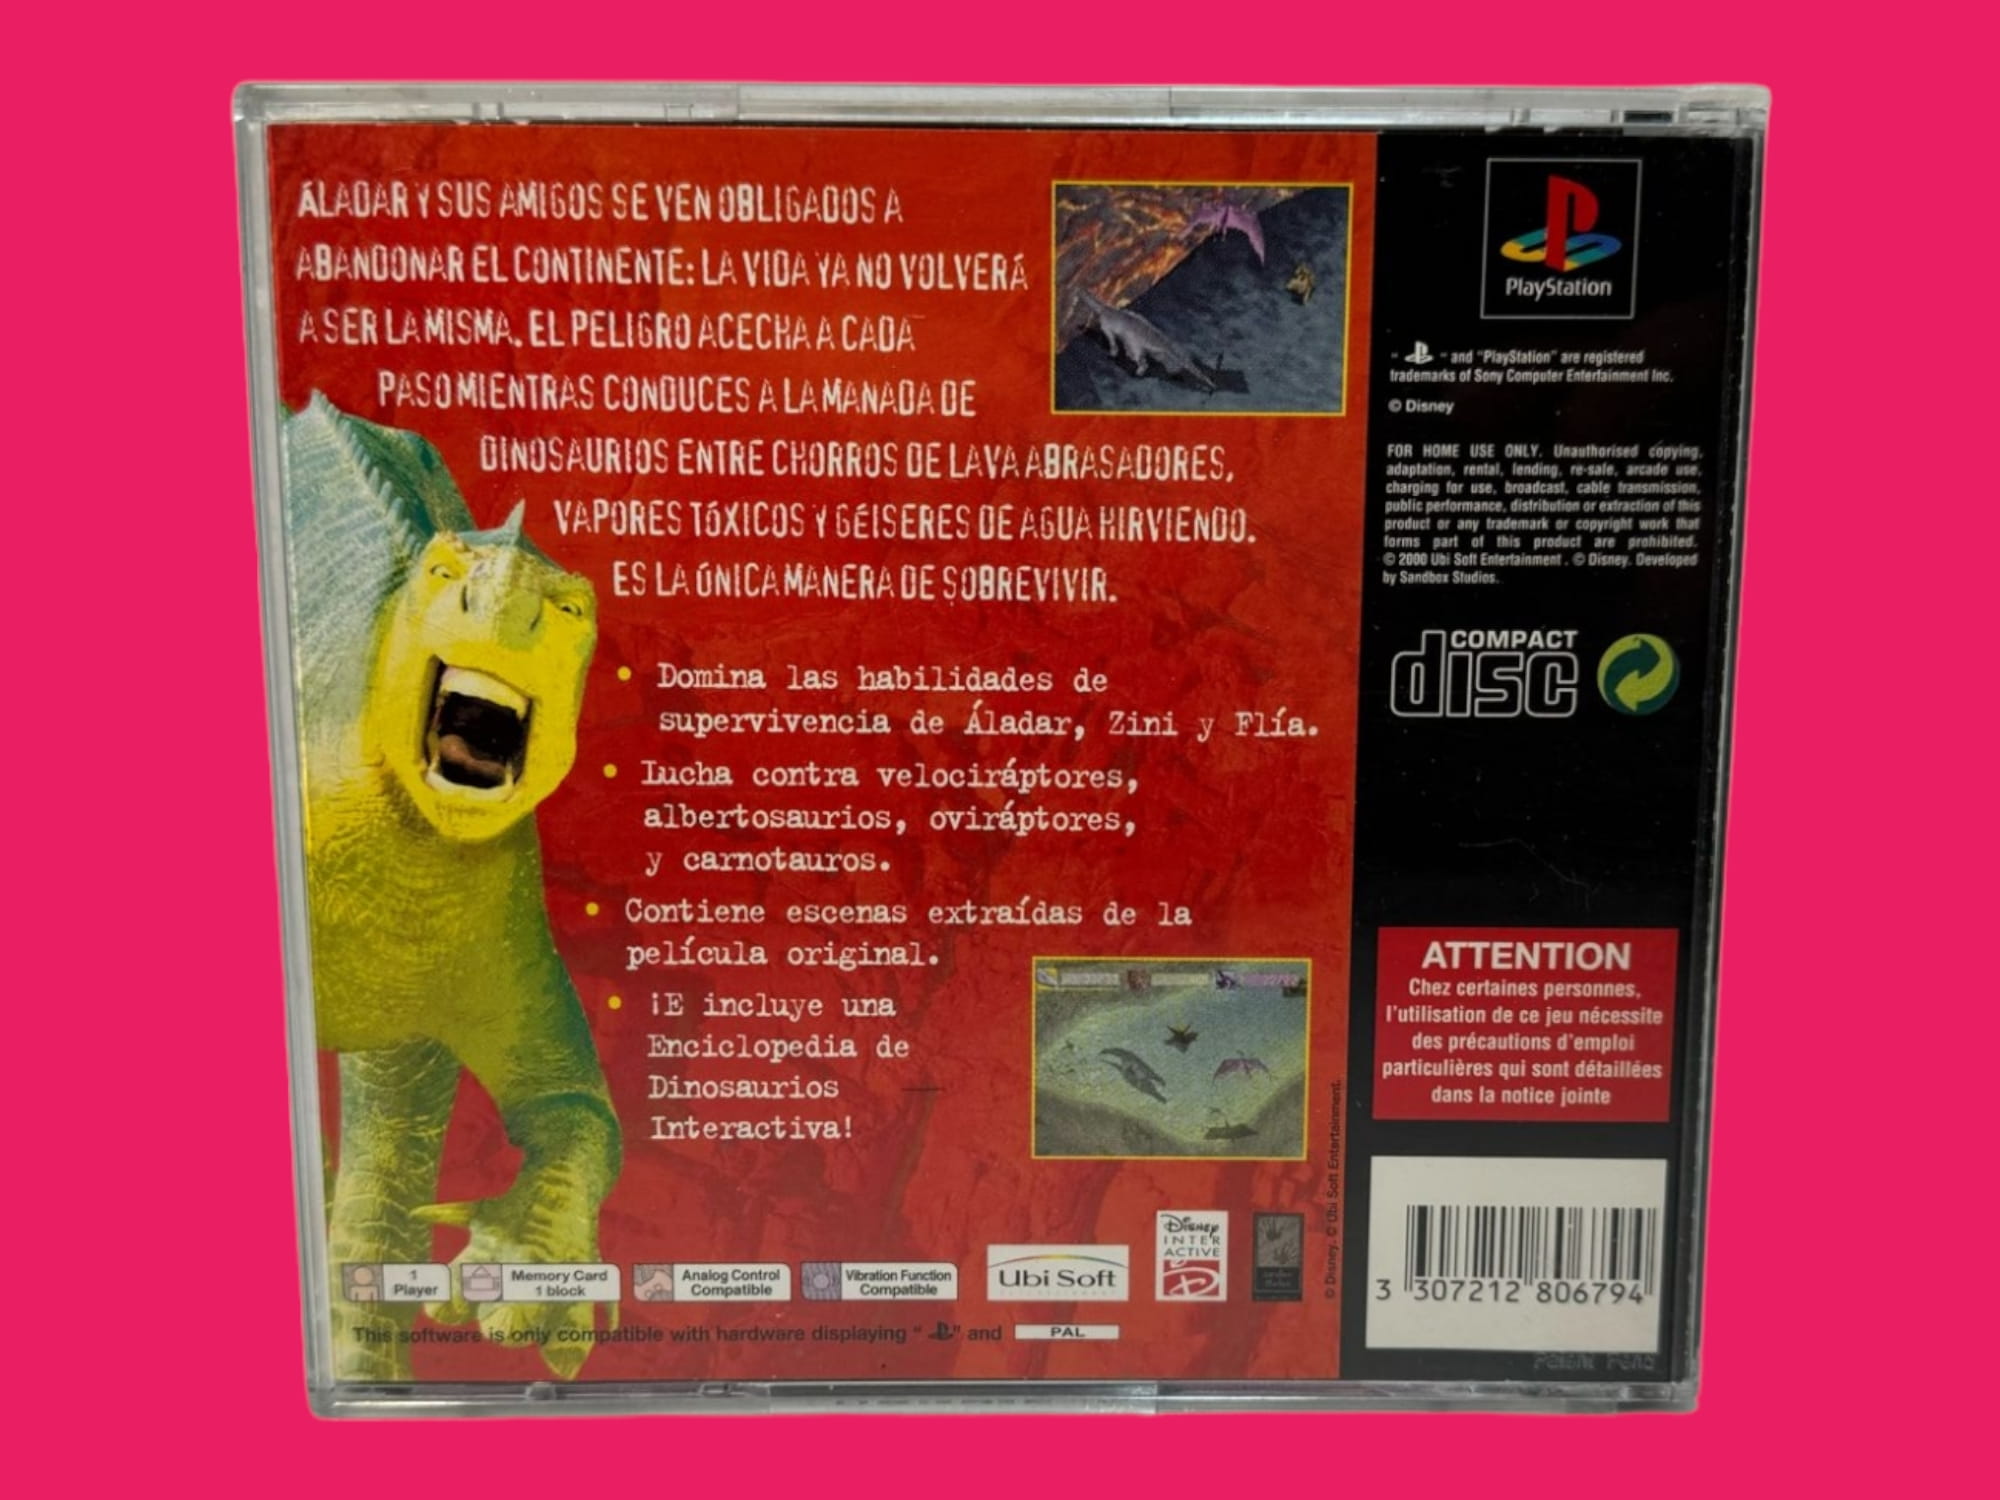 ÁLADAR Y SUS AMIGOS SE VEN OBLIGADOS A
ABANDONAR EL CONTINENTE: LA VIDA YA NO VOLVERÁ
A SER LA MISMA. EL PELIGRO ACECHA A CADA
PASO MIENTRAS CONDUCES A LA MANADA DE
DINOSAURIOS ENTRE CHORROS DE LAVA ABRASADORES,
VAPORES TÓXICOS Y GÉISERES DE AGUA HIRVIENDO.
ES LA ÚNICA MANERA DE SOBREVIVIR.
• Domina las habilidades de
supervivencia de Áladar, Zini y Flía.
• Lucha contra velociráptores,
albertosaurios, oviráptores,
y carnotauros.
• Contiene escenas extraídas de la
película original.
• ¡E incluye una
Enciclopedia de
Dinosaurios
Interactiva!
1
Player
Memory Card
1 block
Analog Control
Compatible
Vibration Function
Compatible
Ubi Soft
ENTERTAINMENT
Disney
INTER
ACTIVE
This software is only compatible with hardware displaying " " and PAL
© Disney. © Ubi Soft Entertainment.
PlayStation
" " and "PlayStation" are registered
trademarks of Sony Computer Entertainment Inc.
© Disney
FOR HOME USE ONLY. Unauthorised copying,
adaptation, rental, lending, re-sale, arcade use,
charging for use, broadcast, cable transmission,
public performance, distribution or extraction of this
product or any trademark or copyright work that
forms part of this product are prohibited.
© 2000 Ubi Soft Entertainment. © Disney. Developed
by Sandbox Studios.
COMPACT
disc
ATTENTION
Chez certaines personnes,
l'utilisation de ce jeu nécessite
des précautions d'emploi
particulières qui sont détaillées
dans la notice jointe
3 307212 806794